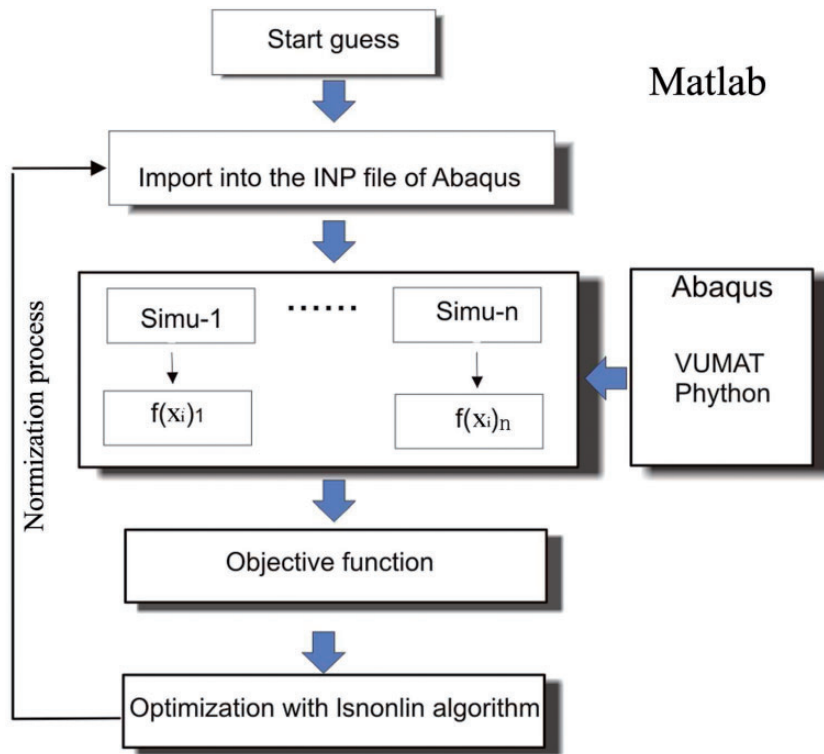 Start guess
Matlab
Import into the INP file of Abaqus
Simu-1
......
Simu-n
f(xᵢ)₁
f(xᵢ)ₙ
Abaqus
VUMAT
Phython
Normization process
Objective function
Optimization with lsnonlin algorithm